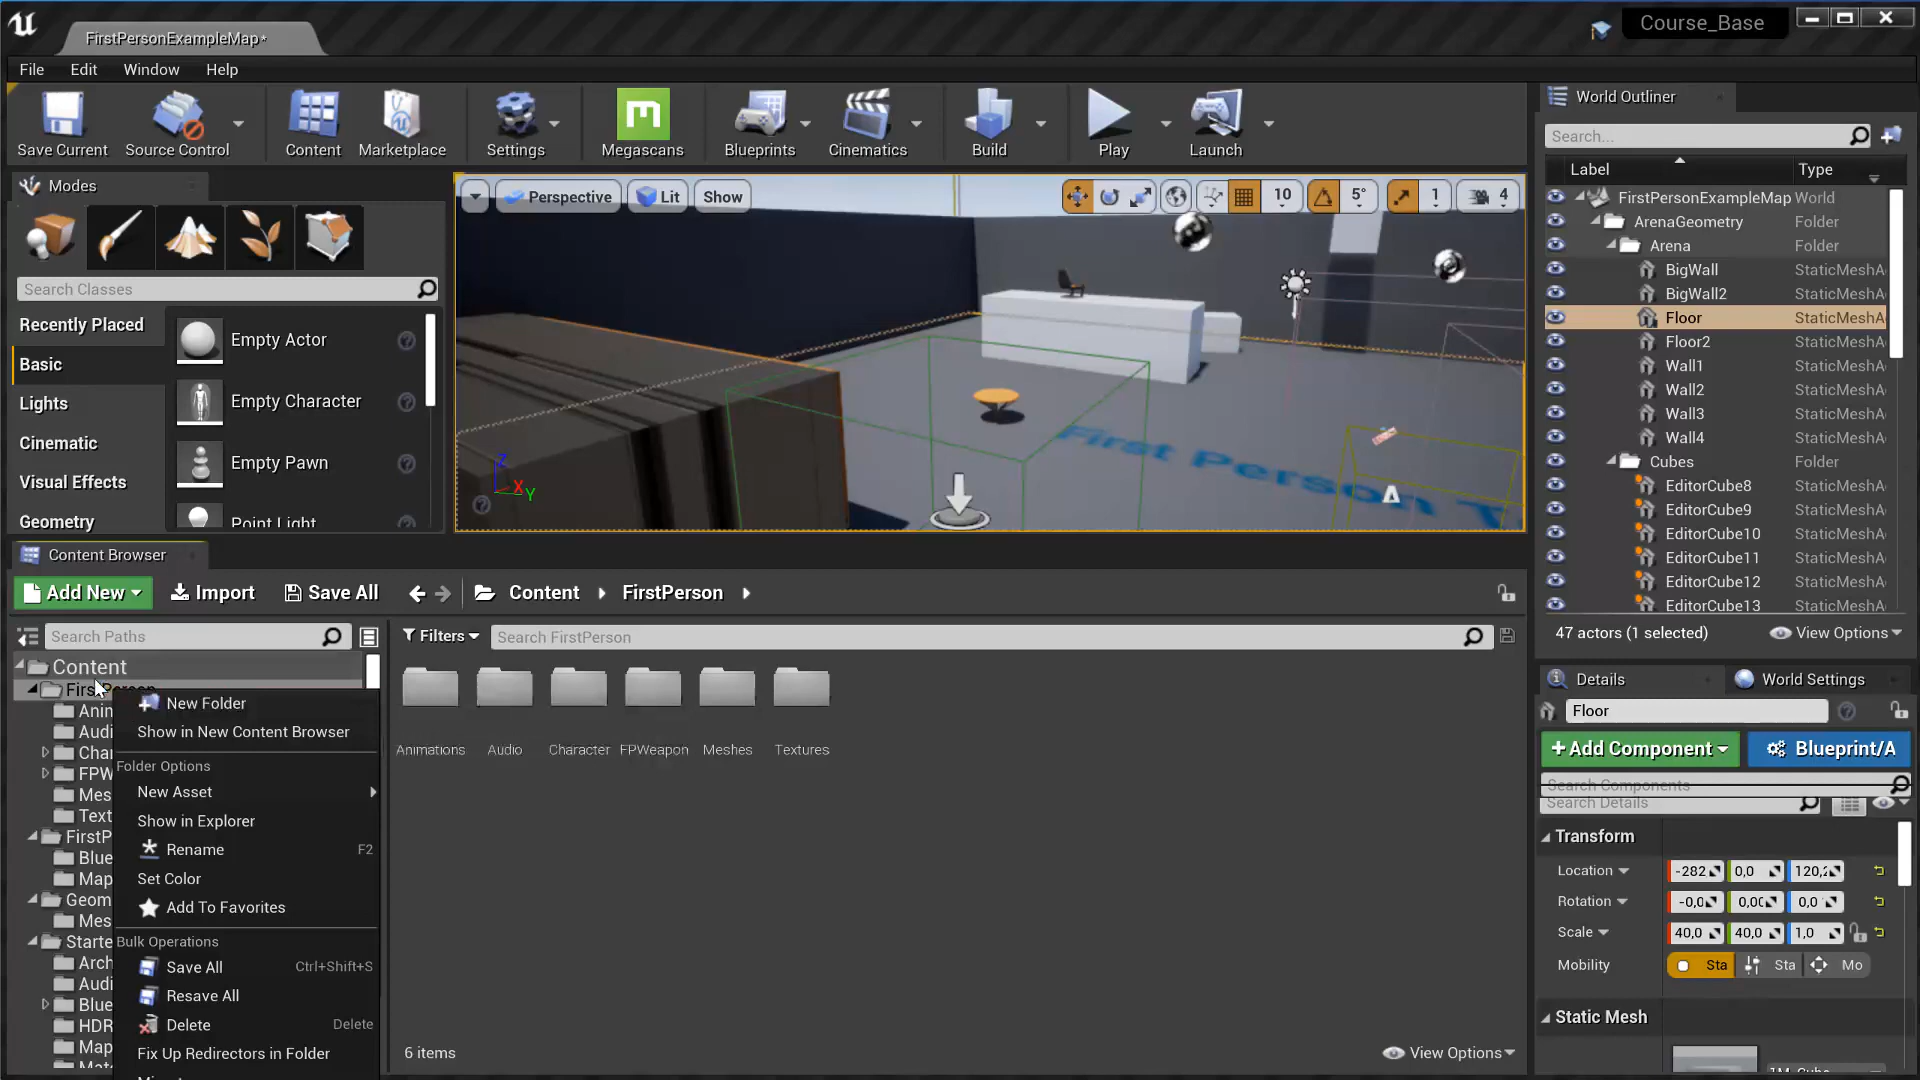 FirstPersonExampleMap*
Course_Base
File Edit Window Help
Save Current
Source Control
Content
Marketplace
Settings
Megascans
Blueprints
Cinematics
Build
Play
Launch
Modes
Search Classes
Recently Placed
Basic
Lights
Cinematic
Visual Effects
Geometry
Empty Actor
Empty Character
Empty Pawn
Point Light
Perspective
Lit
Show
10
5°
1
4
First Person T
Z
X
Y
World Outliner
Search...
Label Type
FirstPersonExampleMap World
ArenaGeometry Folder
Arena Folder
BigWall StaticMeshA
BigWall2 StaticMeshA
Floor StaticMeshA
Floor2 StaticMeshA
Wall1 StaticMeshA
Wall2 StaticMeshA
Wall3 StaticMeshA
Wall4 StaticMeshA
Cubes Folder
EditorCube8 StaticMeshA
EditorCube9 StaticMeshA
EditorCube10 StaticMeshA
EditorCube11 StaticMeshA
EditorCube12 StaticMeshA
EditorCube13 StaticMeshA
47 actors (1 selected)
View Options
Content Browser
Add New
Import
Save All
Content
FirstPerson
Search Paths
Filters
Search FirstPerson
Content
FirstPerson
Anim
Audi
Char
FPW
Mes
Text
FirstP
Blue
Map
Geom
Mes
Starte
Arch
Audi
Blue
HDR
Map
New Folder
Show in New Content Browser
Folder Options
New Asset
Show in Explorer
Rename F2
Set Color
Add To Favorites
Bulk Operations
Save All Ctrl+Shift+S
Resave All
Delete Delete
Fix Up Redirectors in Folder
Animations
Audio
Character
FPWeapon
Meshes
Textures
6 items
View Options
Details
World Settings
Floor
+Add Component
Blueprint/A
Search Components
Search Details
Transform
Location -282 0,0 120,2
Rotation -0,0 0,00 0,0
Scale 40,0 40,0 1,0
Mobility Sta Sta Mo
Static Mesh